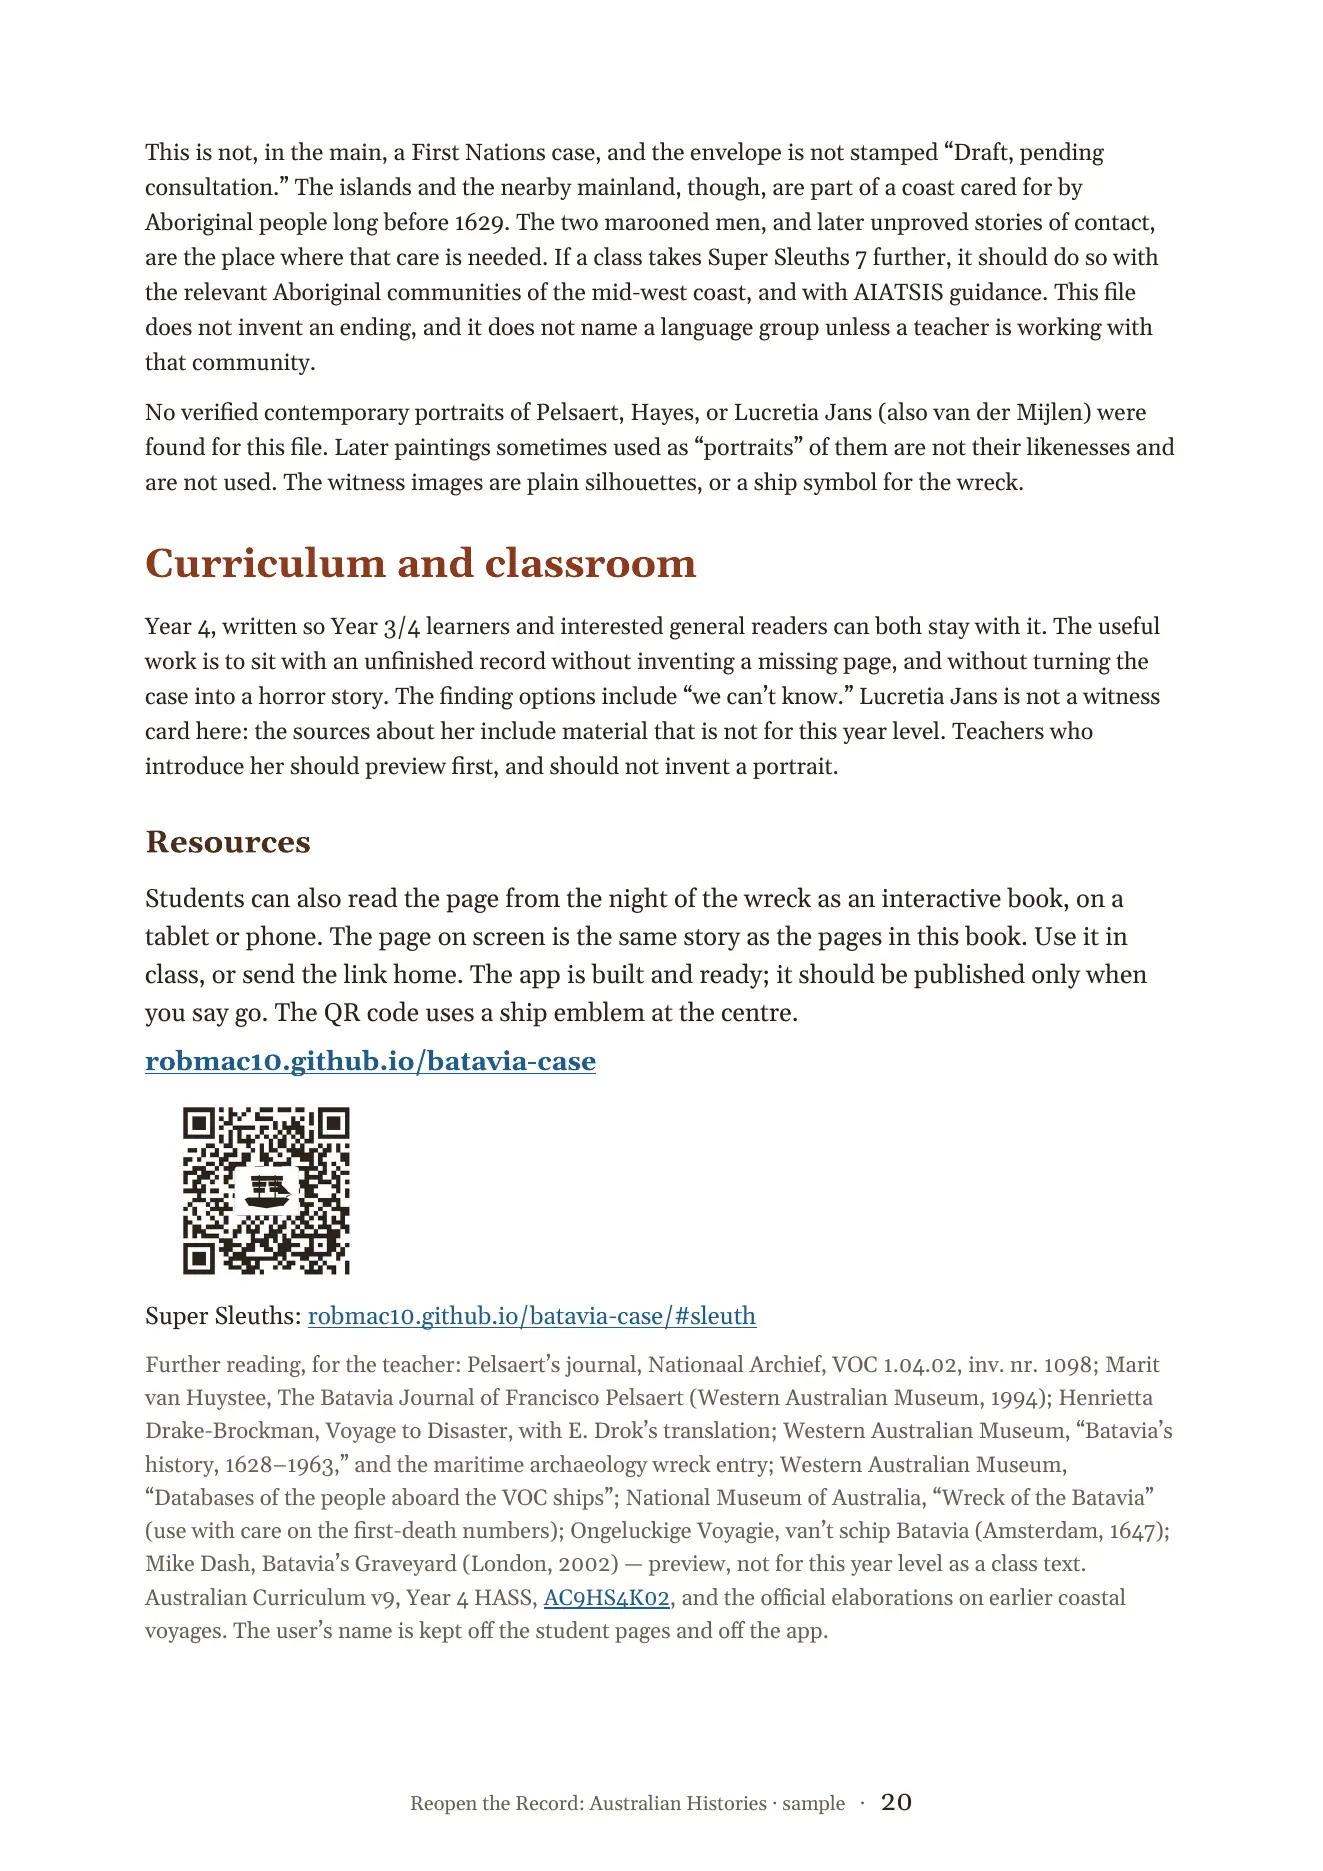 This is not, in the main, a First Nations case, and the envelope is not stamped “Draft, pending
consultation.” The islands and the nearby mainland, though, are part of a coast cared for by
Aboriginal people long before 1629. The two marooned men, and later unproved stories of contact,
are the place where that care is needed. If a class takes Super Sleuths 7 further, it should do so with
the relevant Aboriginal communities of the mid-west coast, and with AIATSIS guidance. This file
does not invent an ending, and it does not name a language group unless a teacher is working with
that community.
No verified contemporary portraits of Pelsaert, Hayes, or Lucretia Jans (also van der Mijlen) were
found for this file. Later paintings sometimes used as “portraits” of them are not their likenesses and
are not used. The witness images are plain silhouettes, or a ship symbol for the wreck.
Curriculum and classroom
Year 4, written so Year 3/4 learners and interested general readers can both stay with it. The useful
work is to sit with an unfinished record without inventing a missing page, and without turning the
case into a horror story. The finding options include “we can’t know.” Lucretia Jans is not a witness
card here: the sources about her include material that is not for this year level. Teachers who
introduce her should preview first, and should not invent a portrait.
Resources
Students can also read the page from the night of the wreck as an interactive book, on a
tablet or phone. The page on screen is the same story as the pages in this book. Use it in
class, or send the link home. The app is built and ready; it should be published only when
you say go. The QR code uses a ship emblem at the centre.
robmac10.github.io/batavia-case
Super Sleuths: robmac10.github.io/batavia-case/#sleuth
Further reading, for the teacher: Pelsaert’s journal, Nationaal Archief, VOC 1.04.02, inv. nr. 1098; Marit
van Huystee, The Batavia Journal of Francisco Pelsaert (Western Australian Museum, 1994); Henrietta
Drake-Brockman, Voyage to Disaster, with E. Drok’s translation; Western Australian Museum, “Batavia’s
history, 1628–1963,” and the maritime archaeology wreck entry; Western Australian Museum,
“Databases of the people aboard the VOC ships”; National Museum of Australia, “Wreck of the Batavia”
(use with care on the first-death numbers); Ongeluckige Voyagie, van’t schip Batavia (Amsterdam, 1647);
Mike Dash, Batavia’s Graveyard (London, 2002) — preview, not for this year level as a class text.
Australian Curriculum v9, Year 4 HASS, AC9HS4K02, and the official elaborations on earlier coastal
voyages. The user’s name is kept off the student pages and off the app.
Reopen the Record: Australian Histories · sample · 20